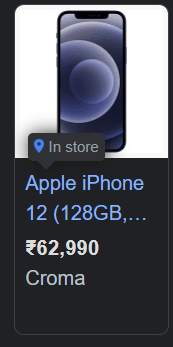 In store
Apple iPhone
12 (128GB,...
₹62,990
Croma